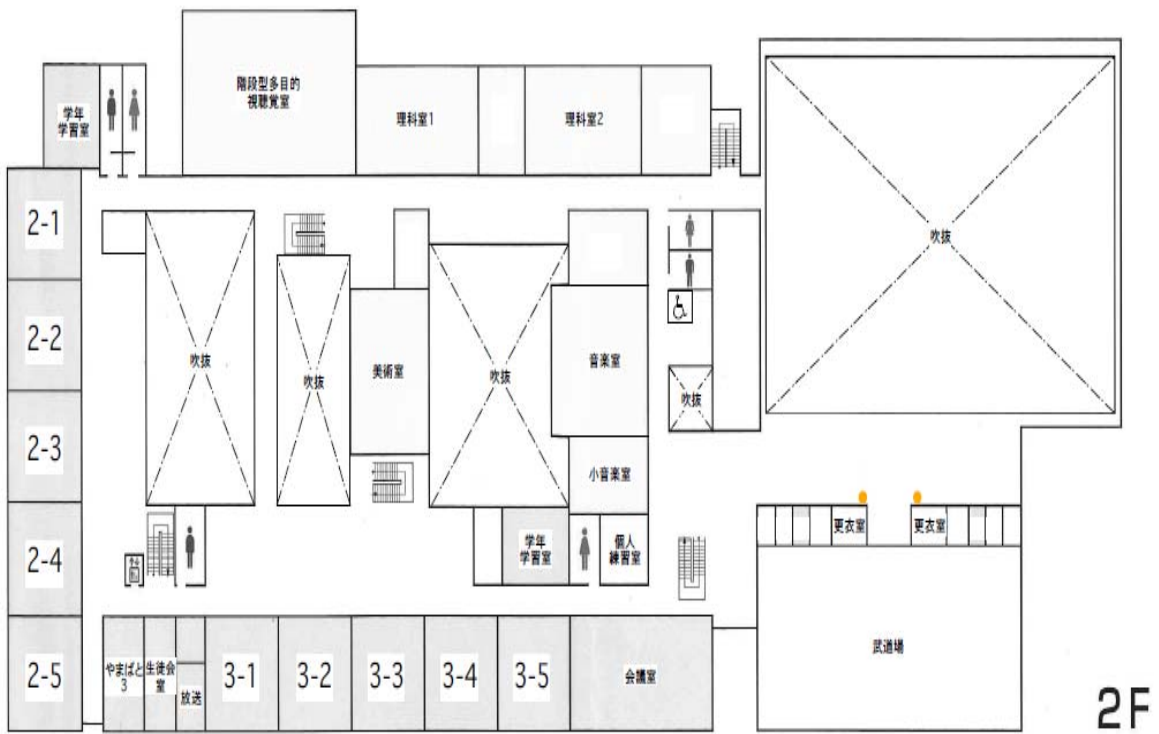 階段型多目的
視聴覚室
学年
学習室
理科室1
理科室2
2-1
2-2
2-3
2-4
2-5
吹抜
吹抜
美術室
吹抜
音楽室
小音楽室
吹抜
吹抜
学年
学習室
個人
練習室
更衣室
更衣室
武道場
やまばと
3
生徒会
室
放送
3-1
3-2
3-3
3-4
3-5
会議室
2F